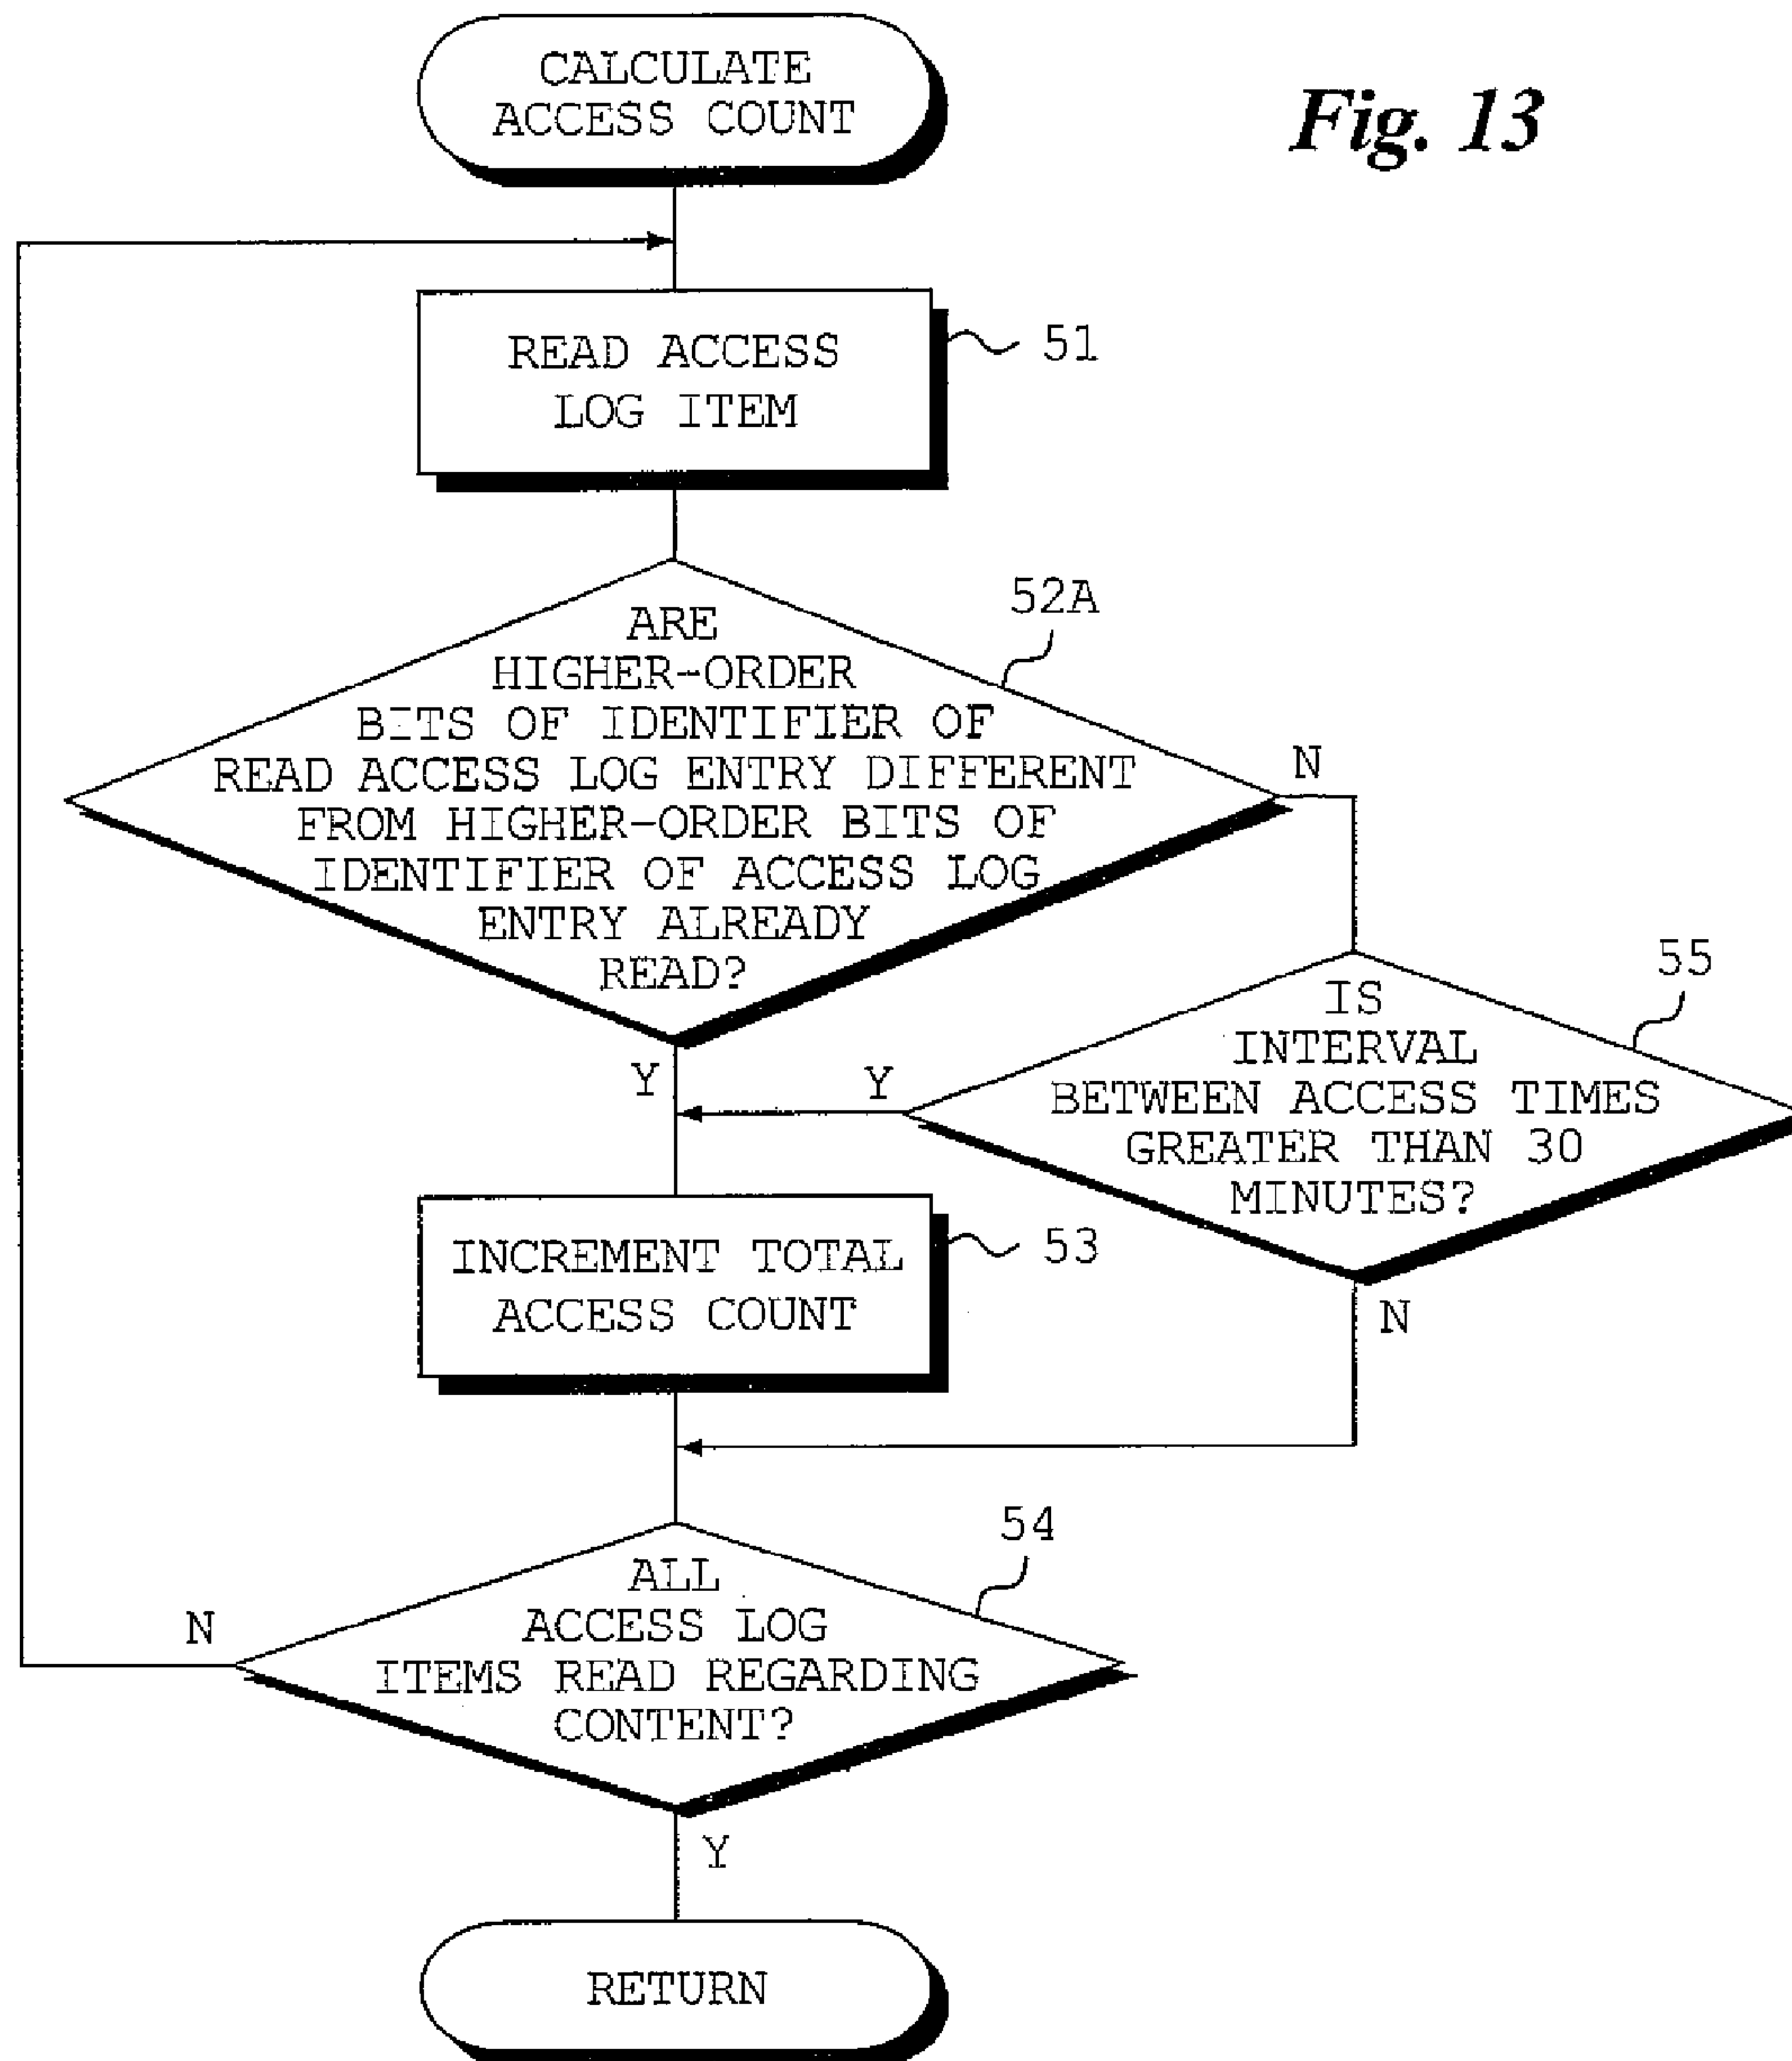 CALCULATE
ACCESS COUNT
Fig. 13
READ ACCESS
LOG ITEM
51
52A
ARE
HIGHER-ORDER
BITS OF IDENTIFIER OF
READ ACCESS LOG ENTRY DIFFERENT
FROM HIGHER-ORDER BITS OF
IDENTIFIER OF ACCESS LOG
ENTRY ALREADY
READ?
N
Y
55
IS
INTERVAL
BETWEEN ACCESS TIMES
GREATER THAN 30
MINUTES?
Y
N
INCREMENT TOTAL
ACCESS COUNT
53
54
ALL
ACCESS LOG
ITEMS READ REGARDING
CONTENT?
N
Y
RETURN